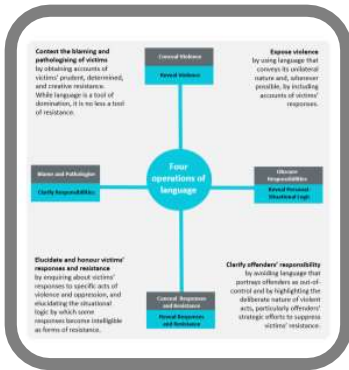 Contest the blaming and
pathologising of victims
by obtaining accounts of
victims' prudent, determined,
and creative resistance.
While language is a tool of
domination, it is no less a tool
of resistance.
Conceal Violence
Reveal Violence
Expose violence
by using language that
conveys its unilateral
nature and, wherever
possible, by including
accounts of victims'
responses.
Blame and Pathologise
Clarify Responsibilities
Four
operations of
language
Obscure
Responsibilities
Reveal Personal-
Situational Logic
Elucidate and honour victims'
responses and resistance
by enquiring about victims'
responses to specific acts of
violence and oppression, and
elucidating the situational
logic by which some
responses become intelligible
as forms of resistance.
Conceal Responses
and Resistance
Reveal Responses
and Resistance
Clarify offenders' responsibility
by avoiding language that
portrays offenders as out-of-
control and by highlighting the
deliberate nature of violent
acts, particularly offenders'
strategic efforts to suppress
victims' resistance.